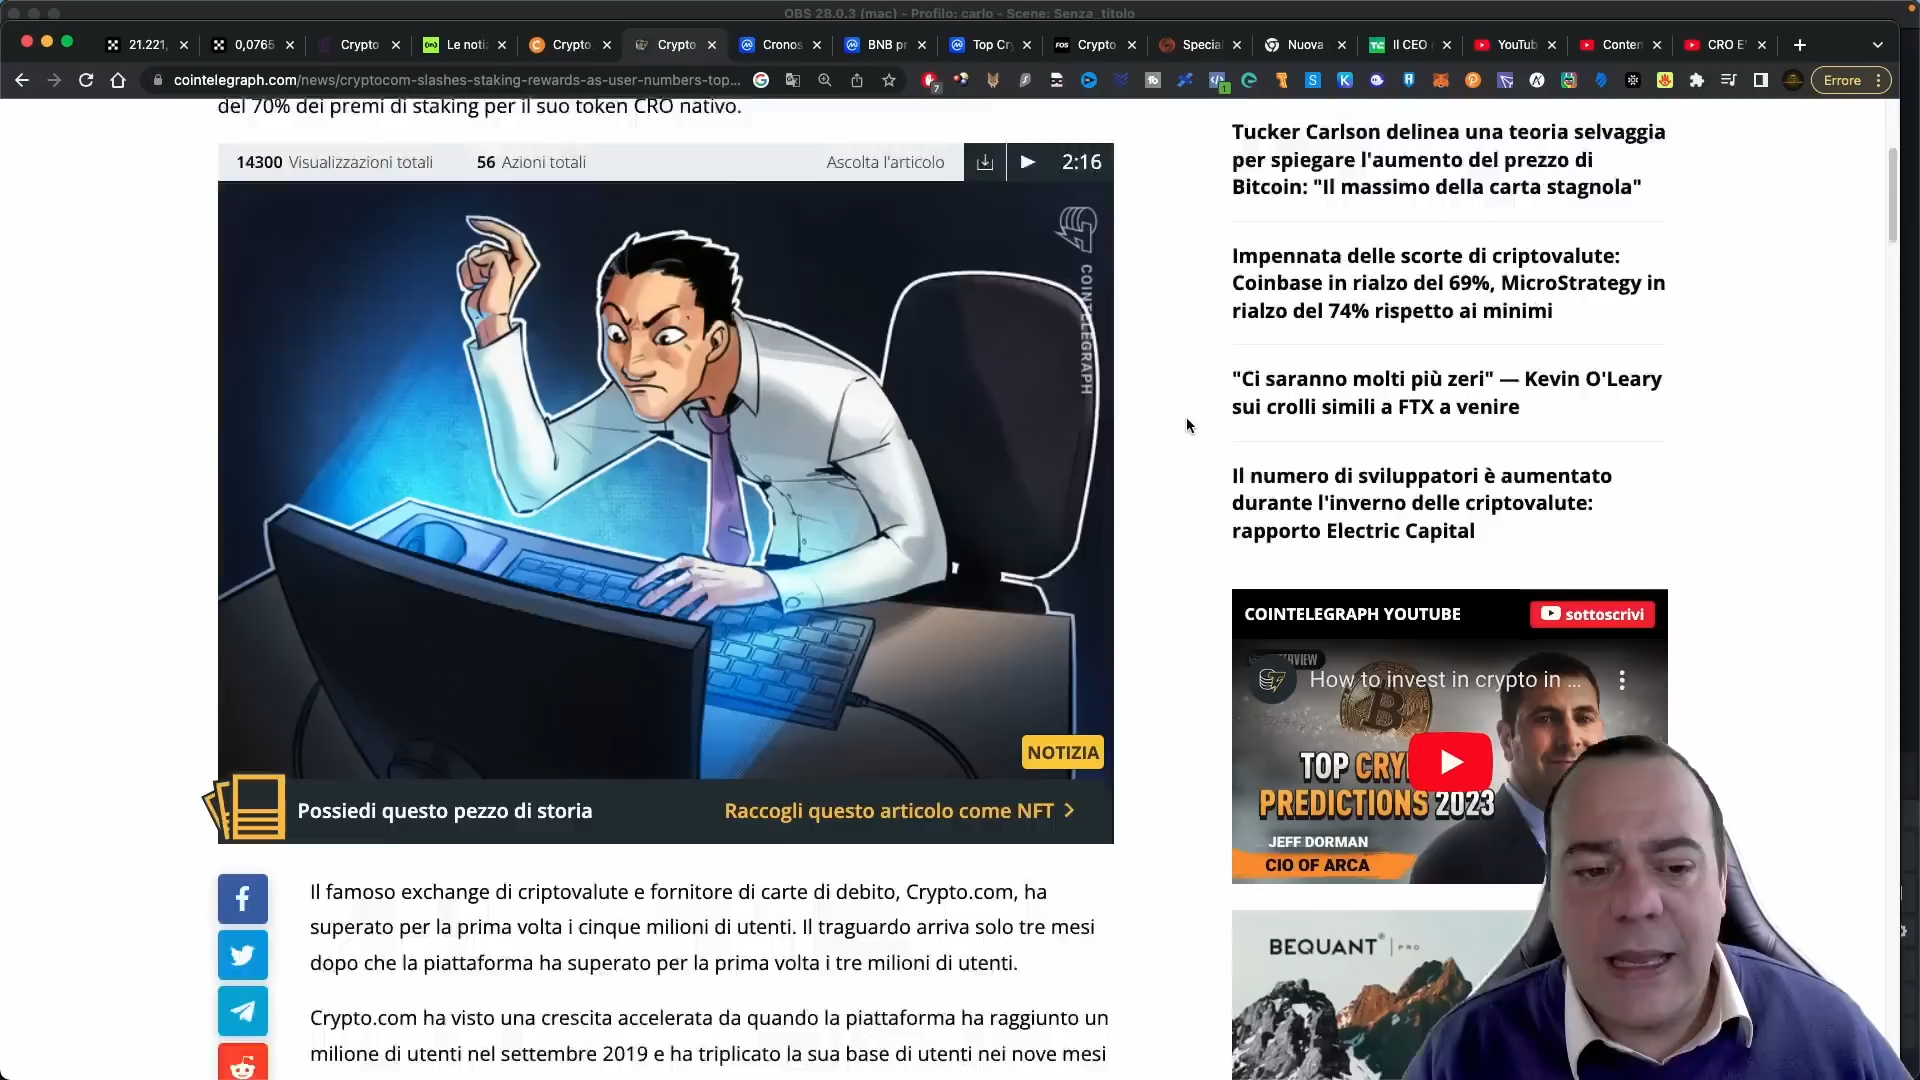 OBS 28.0.3 (mac) - Profilo: carlo - Scene: Senza_titolo
21.221,
0,0765
Crypto
Le noti
Crypto
Crypto
Cronos
BNB pr
Top Cr
Crypto
Special
Nuova
Il CEO
YouTub
Conten
CRO E
cointelegraph.com/news/cryptocom-slashes-staking-rewards-as-user-numbers-top...
Errore
del 70% dei premi di staking per il suo token CRO nativo.
14300 Visualizzazioni totali
56 Azioni totali
Ascolta l'articolo
2:16
COINTELEGRAPH
NOTIZIA
Possiedi questo pezzo di storia
Raccogli questo articolo come NFT
Il famoso exchange di criptovalute e fornitore di carte di debito, Crypto.com, ha
superato per la prima volta i cinque milioni di utenti. Il traguardo arriva solo tre mesi
dopo che la piattaforma ha superato per la prima volta i tre milioni di utenti.
Crypto.com ha visto una crescita accelerata da quando la piattaforma ha raggiunto un
milione di utenti nel settembre 2019 e ha triplicato la sua base di utenti nei nove mesi
Tucker Carlson delinea una teoria selvaggia
per spiegare l'aumento del prezzo di
Bitcoin: "Il massimo della carta stagnola"
Impennata delle scorte di criptovalute:
Coinbase in rialzo del 69%, MicroStrategy in
rialzo del 74% rispetto ai minimi
"Ci saranno molti più zeri" — Kevin O'Leary
sui crolli simili a FTX a venire
Il numero di sviluppatori è aumentato
durante l'inverno delle criptovalute:
rapporto Electric Capital
COINTELEGRAPH YOUTUBE
sottoscrivi
How to invest in crypto in ...
TOP CRY
PREDICTIONS 2023
JEFF DORMAN
CIO OF ARCA
BEQUANT PRO